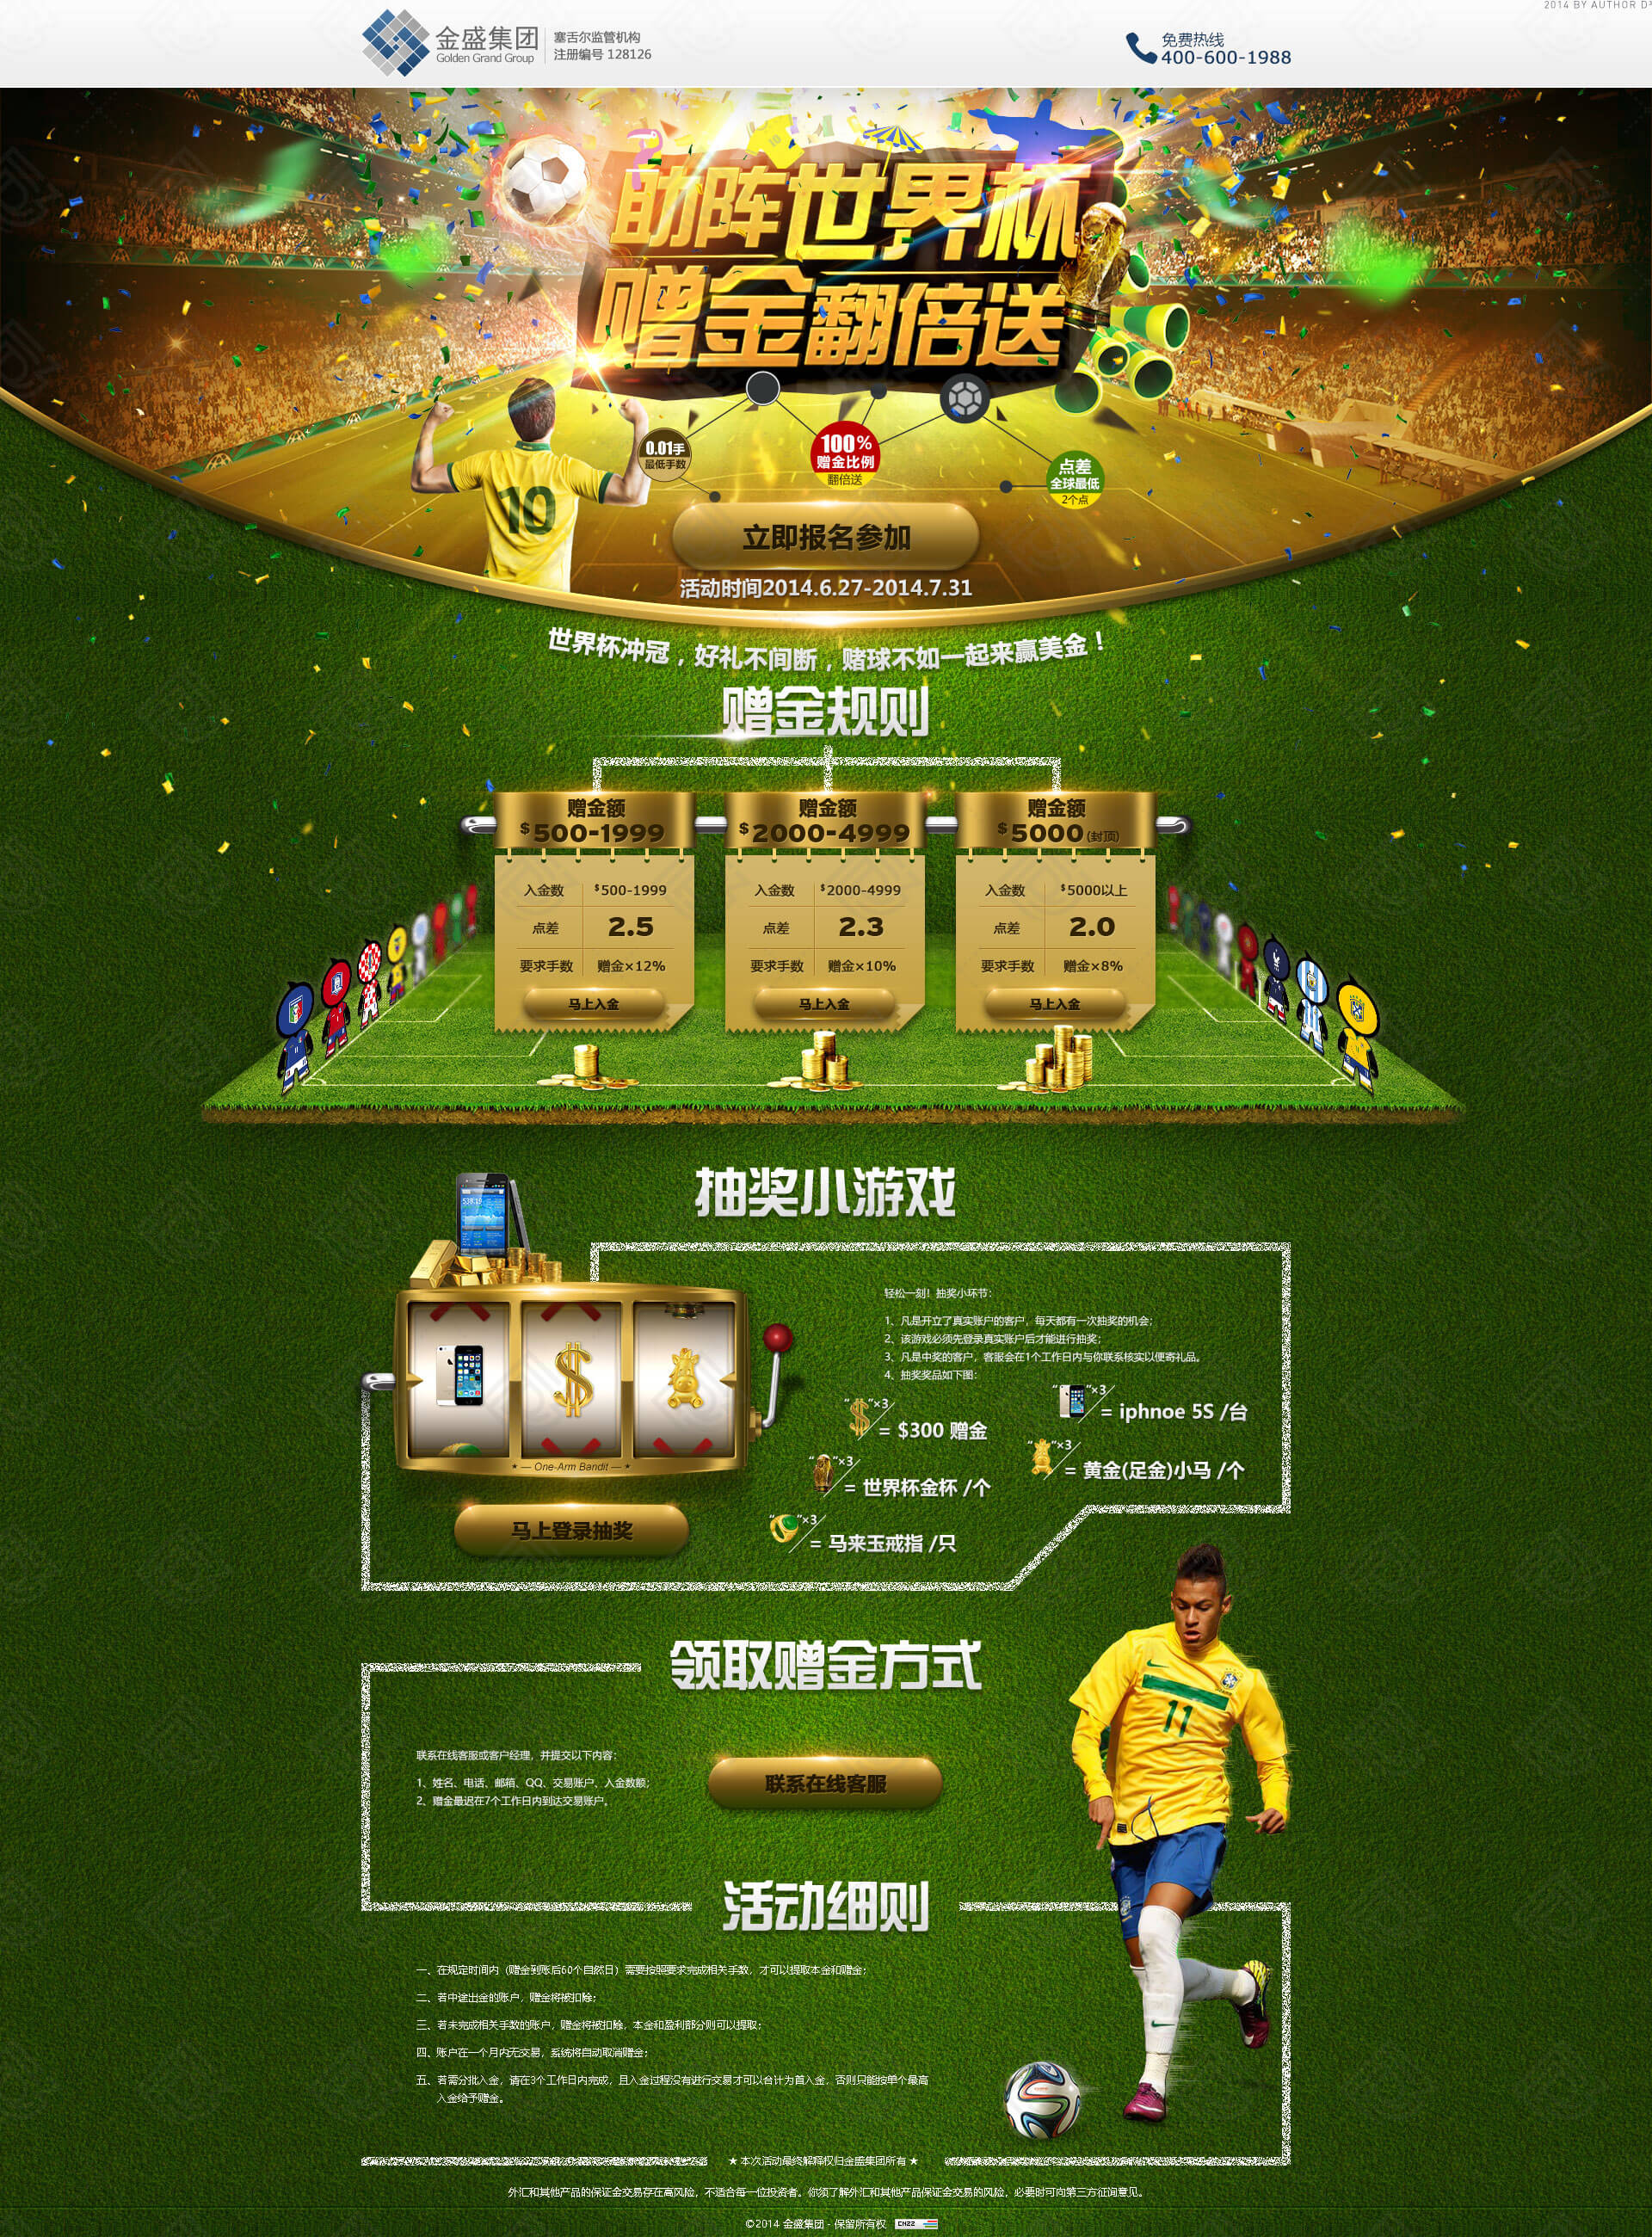 2014 BY AUTHOR D
金盛集团
Golden Grand Group
塞舌尔监管机构
注册编号 128126
免费热线
400-600-1988
助阵世界杯
赠金翻倍送
10
0.01手
最低手数
100%
赠金比例
翻倍送
点差
全球最低
2个点
立即报名参加
活动时间2014.6.27-2014.7.31
世界杯冲冠，好礼不间断，赌球不如一起来赢美金！
赠金规则
赠金额
$500-1999
入金数 $500-1999
点差 2.5
要求手数 赠金×12%
马上入金
赠金额
$2000-4999
入金数 $2000-4999
点差 2.3
要求手数 赠金×10%
马上入金
赠金额
$5000(封顶)
入金数 $5000以上
点差 2.0
要求手数 赠金×8%
马上入金
抽奖小游戏
轻松一刻！抽奖小环节：
1、凡是开立了真实账户的客户，每天都有一次抽奖的机会；
2、该游戏必须先登录真实账户后才能进行抽奖；
3、凡是中奖的客户，客服会在1个工作日内与你联系核实以便寄礼品。
4、抽奖奖品如下图：
“ ”×3 = $300 赠金
“ ”×3 = iphnoe 5S /台
“ ”×3 = 世界杯金杯 /个
“ ”×3 = 黄金(足金)小马 /个
“ ”×3 = 马来玉戒指 /只
★ — One-Arm Bandit — ★
马上登录抽奖
领取赠金方式
联系在线客服或客户经理，并提交以下内容：
1、姓名、电话、邮箱、QQ、交易账户、入金数额；
2、赠金最迟在7个工作日内到达交易账户。
联系在线客服
11
活动细则
一、在规定时间内（赠金到账后60个自然日）需要按照要求完成相关手数，才可以提取本金和赠金；
二、若中途出金的账户，赠金将被扣除；
三、若未完成相关手数的账户，赠金将被扣除，本金和盈利部分则可以提取；
四、账户在一个月内无交易，系统将自动取消赠金；
五、若需分批入金，请在3个工作日内完成，且入金过程没有进行交易才可以合计为首入金，否则只能按单个最高
入金给予赠金。
★ 本次活动最终解释权归金盛集团所有 ★
外汇和其他产品的保证金交易存在高风险，不适合每一位投资者。你须了解外汇和其他产品保证金交易的风险，必要时可向第三方征询意见。
©2014 金盛集团 - 保留所有权 CNZZ